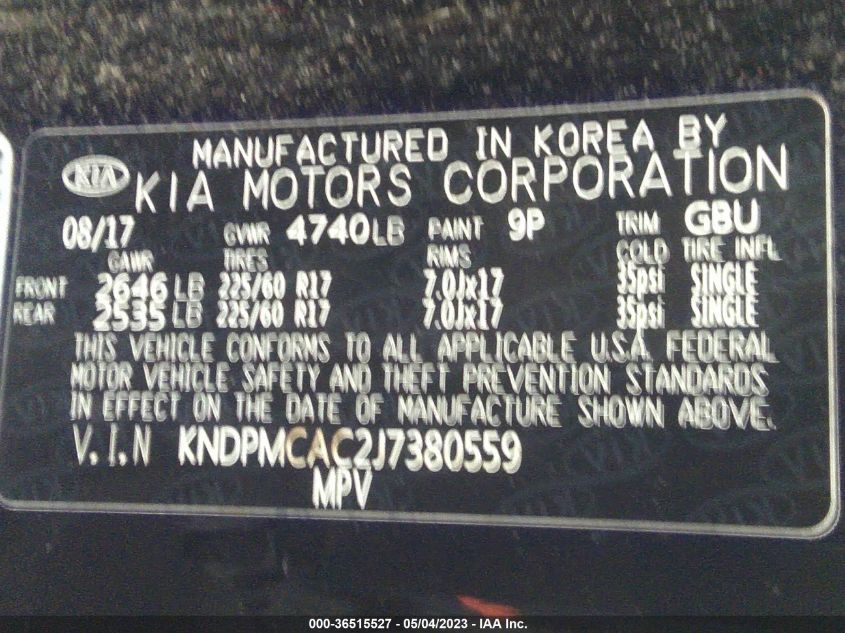 MANUFACTURED IN KOREA BY
KIA KIA MOTORS CORPORATION
08/17 GVWR 4740LB PAINT 9P TRIM GBU
GAWR TIRES RIMS COLD TIRE INFL
FRONT 2646 LB 225/60 R17 7.0Jx17 35psi SINGLE
REAR 2535 LB 225/60 R17 7.0Jx17 35psi SINGLE
THIS VEHICLE CONFORMS TO ALL APPLICABLE U.S.A. FEDERAL
MOTOR VEHICLE SAFETY AND THEFT PREVENTION STANDARDS
IN EFFECT ON THE DATE OF MANUFACTURE SHOWN ABOVE.
V.I.N KNDPMCAC2J7380559
MPV
000-36515527 - 05/04/2023 - IAA Inc.